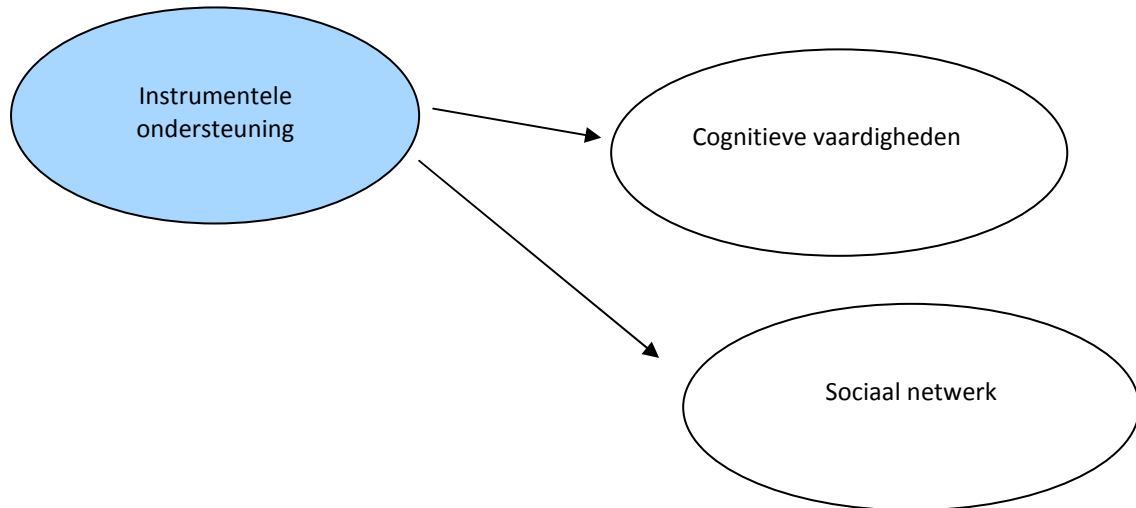 Instrumentele
ondersteuning
Cognitieve vaardigheden
Sociaal netwerk